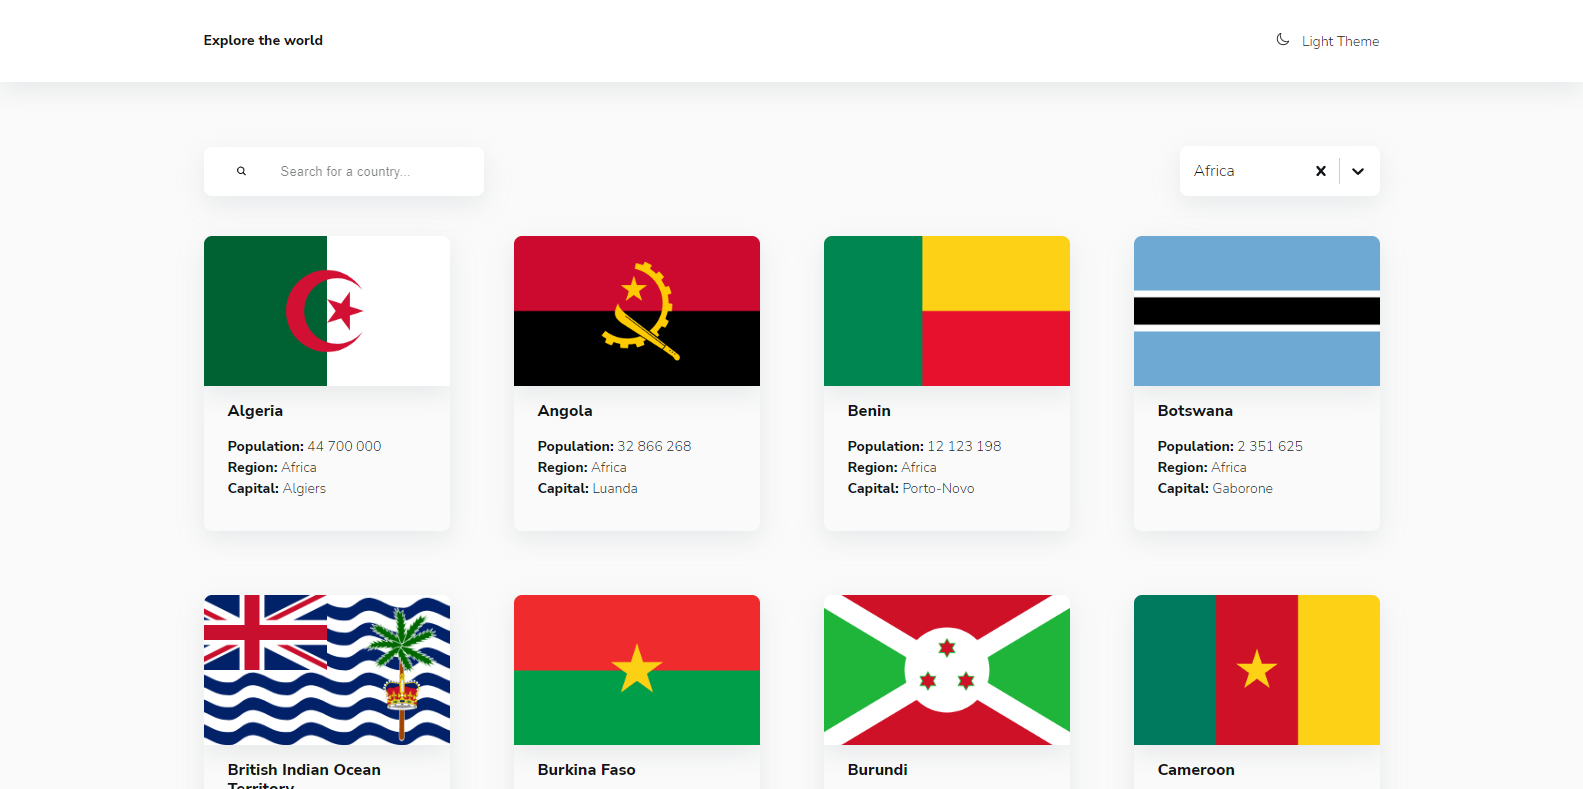 Explore the world
Light Theme
Search for a country...
Africa
Algeria
Population: 44 700 000
Region: Africa
Capital: Algiers
Angola
Population: 32 866 268
Region: Africa
Capital: Luanda
Benin
Population: 12 123 198
Region: Africa
Capital: Porto-Novo
Botswana
Population: 2 351 625
Region: Africa
Capital: Gaborone
British Indian Ocean
Territory
Burkina Faso
Burundi
Cameroon